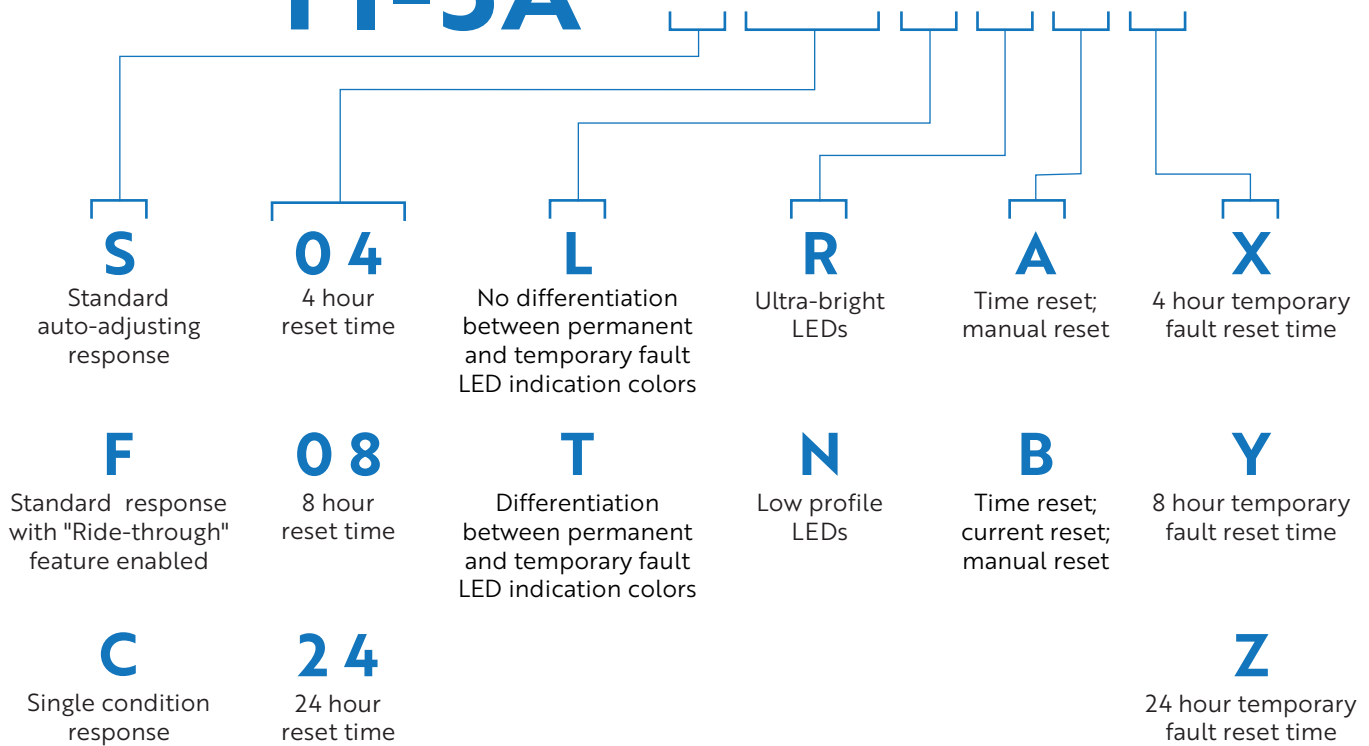 S
Standard
auto-adjusting
response
0 4
4 hour
reset time
L
No differentiation
between permanent
and temporary fault
LED indication colors
R
Ultra-bright
LEDs
A
Time reset;
manual reset
X
4 hour temporary
fault reset time
F
Standard response
with "Ride-through"
feature enabled
0 8
8 hour
reset time
T
Differentiation
between permanent
and temporary fault
LED indication colors
N
Low profile
LEDs
B
Time reset;
current reset;
manual reset
Y
8 hour temporary
fault reset time
C
Single condition
response
2 4
24 hour
reset time
Z
24 hour temporary
fault reset time